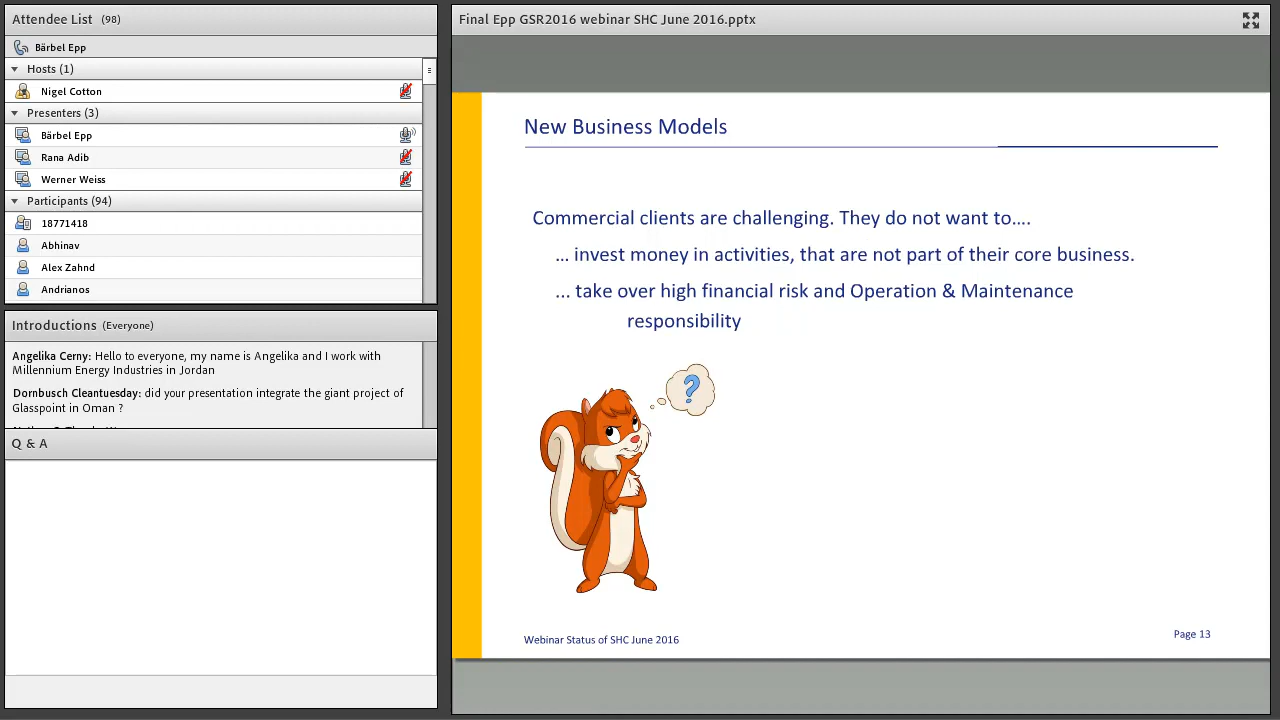 Attendee List (98)
Bärbel Epp
Hosts (1)
Nigel Cotton
Presenters (3)
Bärbel Epp
Rana Adib
Werner Weiss
Participants (94)
18771418
Abhinav
Alex Zahnd
Andrianos
Introductions (Everyone)
Angelika Cerny: Hello to everyone, my name is Angelika and I work with
Millennium Energy Industries in Jordan
Dornbusch Cleantuesday: did your presentation integrate the giant project of
Glasspoint in Oman ?
Q & A
Final Epp GSR2016 webinar SHC June 2016.pptx
New Business Models
Commercial clients are challenging. They do not want to....
... invest money in activities, that are not part of their core business.
... take over high financial risk and Operation & Maintenance
responsibility
?
Webinar Status of SHC June 2016
Page 13